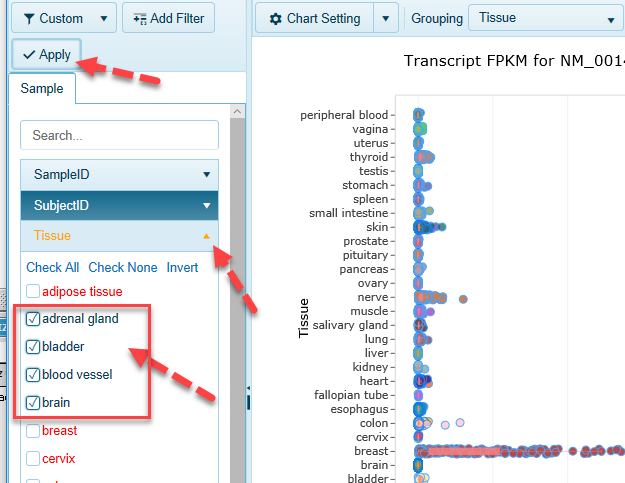 Custom
Add Filter
Apply
Sample
Search...
SampleID
SubjectID
Tissue
Check All Check None Invert
adipose tissue
adrenal gland
bladder
blood vessel
brain
breast
cervix
Chart Setting
Grouping
Tissue
Transcript FPKM for NM_001
Tissue
peripheral blood
vagina
uterus
thyroid
testis
stomach
spleen
small intestine
skin
prostate
pituitary
pancreas
ovary
nerve
muscle
salivary gland
lung
liver
kidney
heart
fallopian tube
esophagus
colon
cervix
breast
brain
bladder